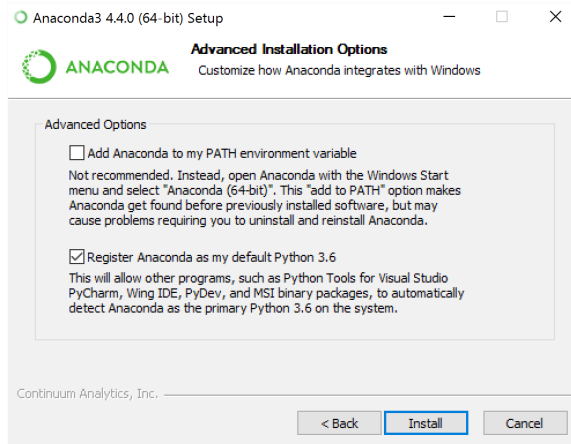 Anaconda3 4.4.0 (64-bit) Setup
ANACONDA
Advanced Installation Options
Customize how Anaconda integrates with Windows
Advanced Options
Add Anaconda to my PATH environment variable
Not recommended. Instead, open Anaconda with the Windows Start
menu and select "Anaconda (64-bit)". This "add to PATH" option makes
Anaconda get found before previously installed software, but may
cause problems requiring you to uninstall and reinstall Anaconda.
Register Anaconda as my default Python 3.6
This will allow other programs, such as Python Tools for Visual Studio
PyCharm, Wing IDE, PyDev, and MSI binary packages, to automatically
detect Anaconda as the primary Python 3.6 on the system.
Continuum Analytics, Inc.
< Back
Install
Cancel